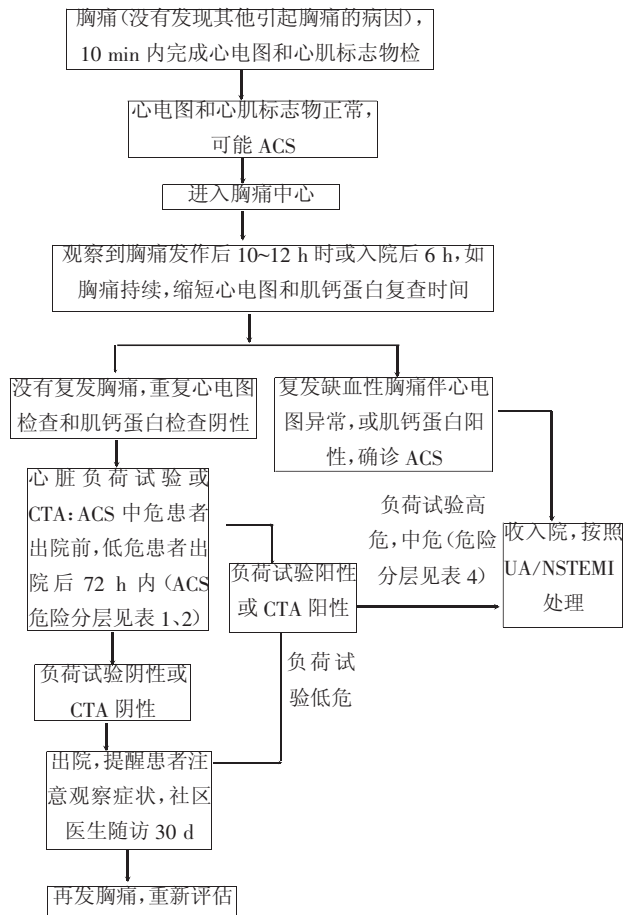 胸痛(没有发现其他引起胸痛的病因),
10 min 内完成心电图和心肌标志物检
心电图和心肌标志物正常,
可能 ACS
进入胸痛中心
观察到胸痛发作后 10~12 h 时或入院后 6 h,如
胸痛持续,缩短心电图和肌钙蛋白复查时间
没有复发胸痛,重复心电图
检查和肌钙蛋白检查阴性
复发缺血性胸痛伴心电
图异常,或肌钙蛋白阳
性,确诊 ACS
心脏负荷试验或
CTA:ACS 中危患者
出院前,低危患者出
院后 72 h 内(ACS
危险分层见表 1、2)
负荷试验阳性
或 CTA 阳性
负荷试验高
危,中危(危险
分层见表 4)
收入院,按照
UA/NSTEMI
处理
负荷试验阴性或
CTA 阴性
负荷试
验低危
出院,提醒患者注
意观察症状,社区
医生随访 30 d
再发胸痛,重新评估